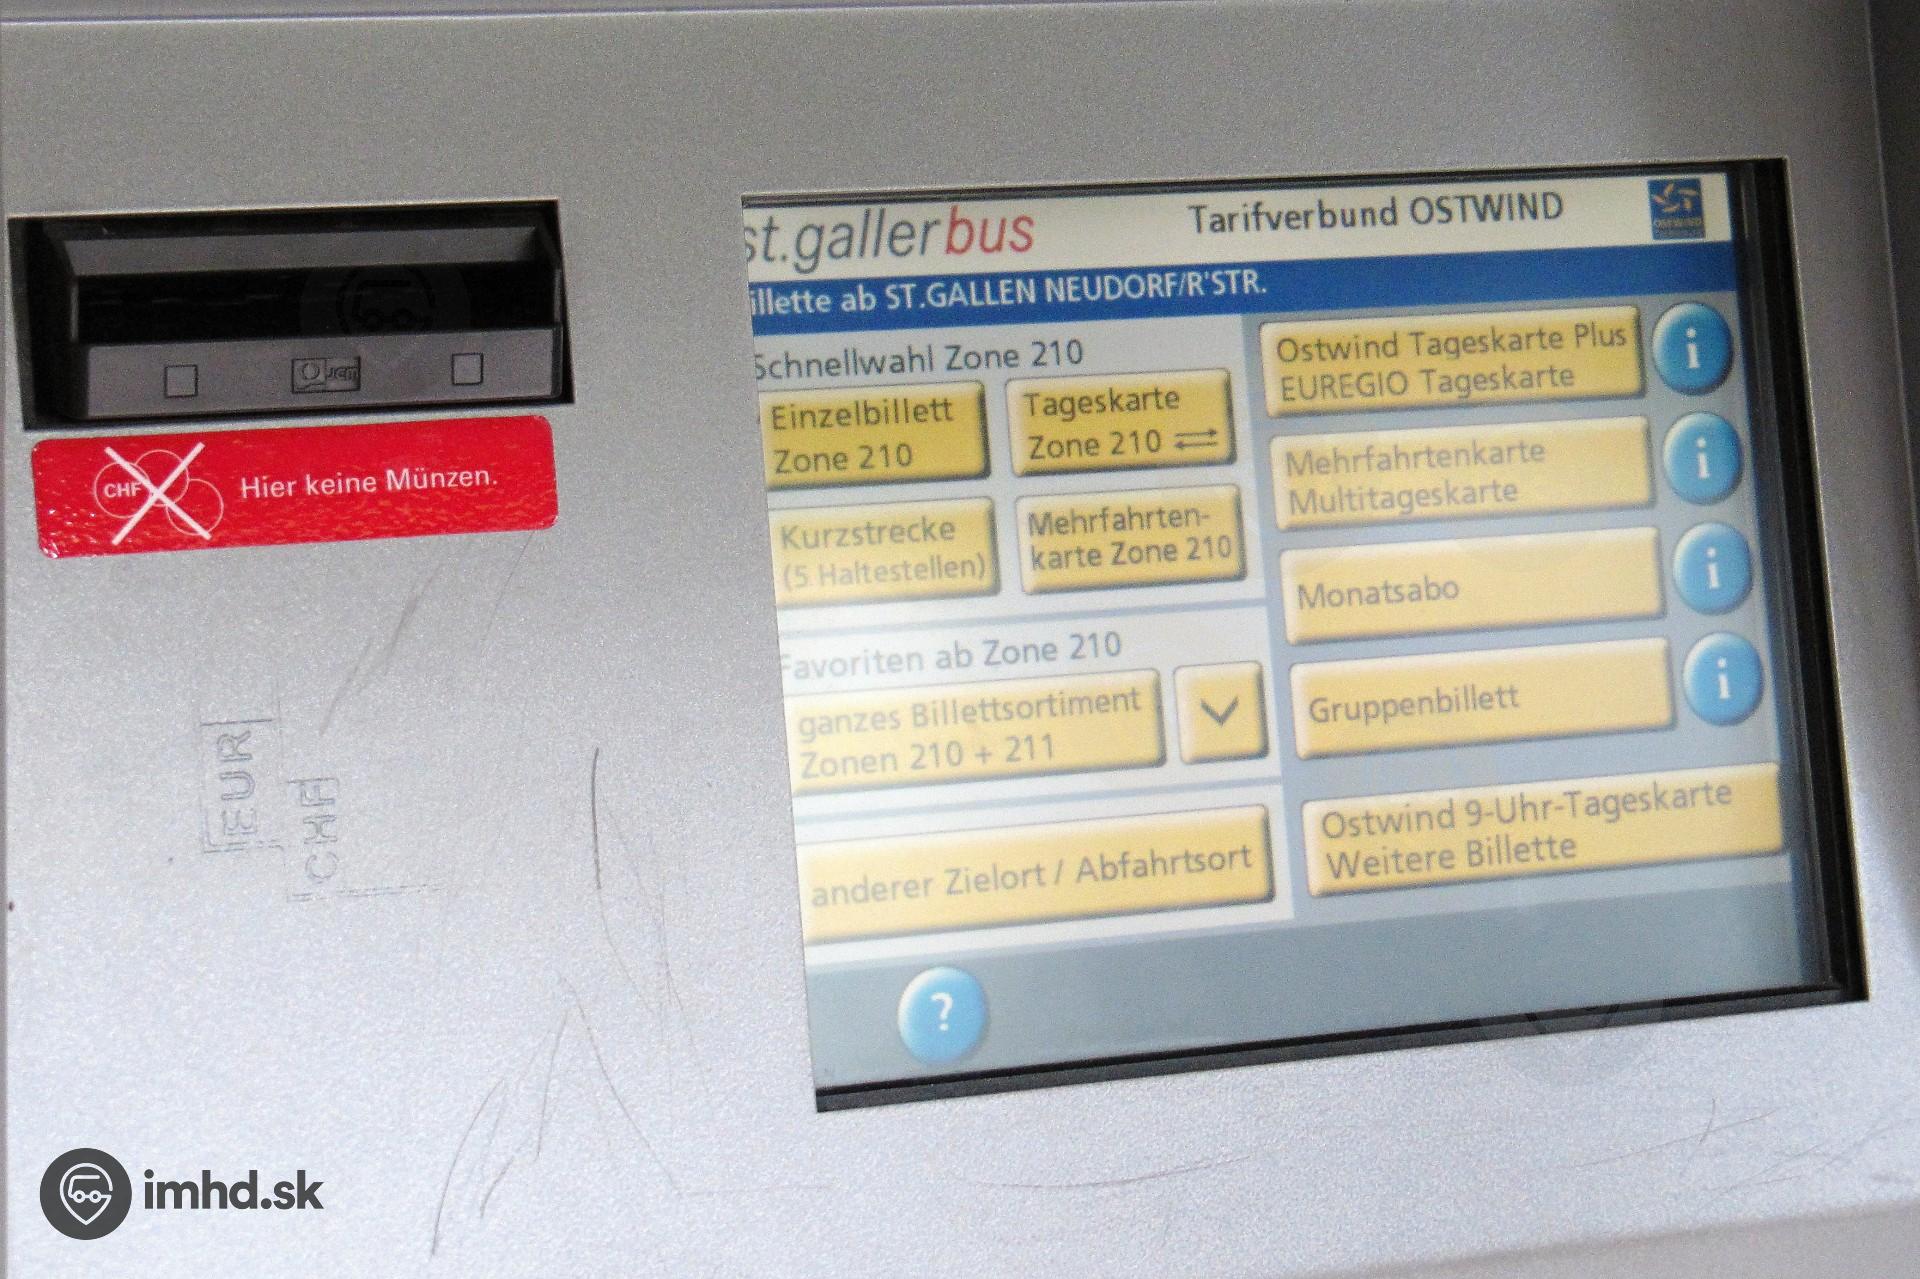 st.gallerbus
Tarifverbund OSTWIND
OSTWIND
illette ab ST.GALLEN NEUDORF/R'STR.
Schnellwahl Zone 210
Einzelbillett
Zone 210
Tageskarte
Zone 210
Kurzstrecke
(5 Haltestellen)
Mehrfahrten-
karte Zone 210
Favoriten ab Zone 210
ganzes Billettsortiment
Zonen 210 + 211
anderer Zielort / Abfahrtsort
?
Ostwind Tageskarte Plus
EUREGIO Tageskarte
i
Mehrfahrtenkarte
Multitageskarte
i
Monatsabo
i
Gruppenbillett
i
Ostwind 9-Uhr-Tageskarte
Weitere Billette
JCM
CHF
Hier keine Münzen.
EUR
CHF
imhd.sk